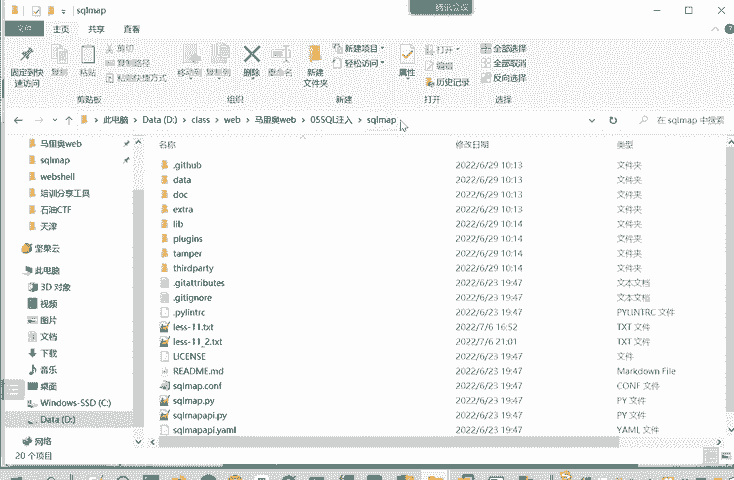 sqlmap
腾讯会议
文件 主页 共享 查看
固定到快速访问
复制
粘贴
剪切
复制路径
粘贴快捷方式
移动到 复制到 删除 重命名
新建文件夹
新建项目
轻松访问
属性
打开
编辑
历史记录
全部选择
全部取消
反向选择
剪贴板 组织 新建 打开 选择
此电脑 > Data (D:) > class > web > 马里奥web > 05SQL注入 > sqlmap
在 sqlmap 中搜索
马里奥web
sqlmap
webshell
培训分享工具
石油CTF
天津
坚果云
此电脑
3D 对象
视频
图片
文档
下载
音乐
桌面
Windows-SSD (C:)
Data (D:)
网络
名称 修改日期 类型
.github 2022/6/29 10:13 文件夹
data 2022/6/29 10:13 文件夹
doc 2022/6/29 10:13 文件夹
extra 2022/6/29 10:13 文件夹
lib 2022/6/29 10:14 文件夹
plugins 2022/6/29 10:14 文件夹
tamper 2022/6/29 10:14 文件夹
thirdparty 2022/6/29 10:14 文件夹
.gitattributes 2022/6/23 19:47 文本文档
.gitignore 2022/6/23 19:47 文本文档
.pylintrc 2022/6/23 19:47 PYLINTRC 文件
less-11.txt 2022/7/6 16:52 TXT 文件
less-11_2.txt 2022/7/6 21:01 TXT 文件
LICENSE 2022/6/23 19:47 文件
README.md 2022/6/23 19:47 Markdown File
sqlmap.conf 2022/6/23 19:47 CONF 文件
sqlmap.py 2022/6/23 19:47 PY 文件
sqlmapapi.py 2022/6/23 19:47 PY 文件
sqlmapapi.yaml 2022/6/23 19:47 YAML 文件
20 个项目